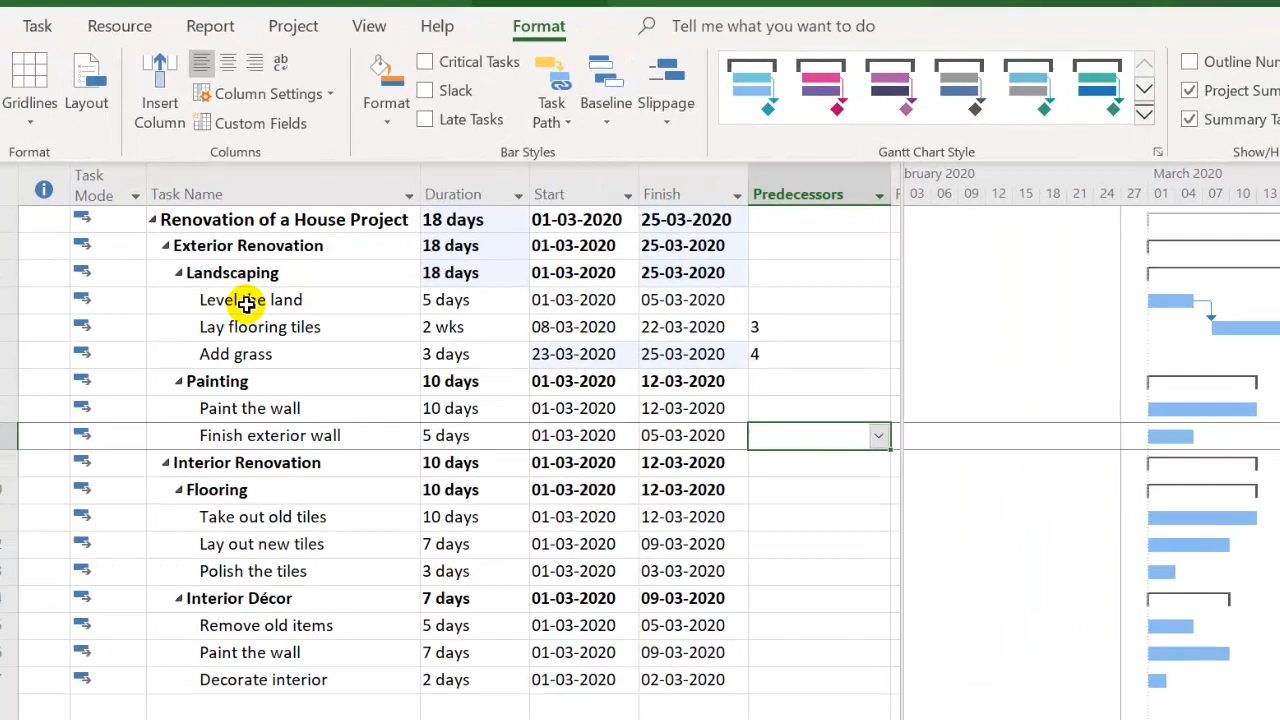 Task Resource Report Project View Help Format Tell me what you want to do
Gridlines
Layout
Format
Insert Column
ab c
Column Settings
Custom Fields
Columns
Format
Critical Tasks
Slack
Late Tasks
Task Path
Baseline
Slippage
Bar Styles
Gantt Chart Style
Outline Num
Project Summ
Summary Ta
Show/H
Task Mode Task Name Duration Start Finish Predecessors
bruary 2020 March 2020
03 06 09 12 15 18 21 24 27 01 04 07 10 13
Renovation of a House Project 18 days 01-03-2020 25-03-2020
Exterior Renovation 18 days 01-03-2020 25-03-2020
Landscaping 18 days 01-03-2020 25-03-2020
Level the land 5 days 01-03-2020 05-03-2020
Lay flooring tiles 2 wks 08-03-2020 22-03-2020 3
Add grass 3 days 23-03-2020 25-03-2020 4
Painting 10 days 01-03-2020 12-03-2020
Paint the wall 10 days 01-03-2020 12-03-2020
Finish exterior wall 5 days 01-03-2020 05-03-2020
Interior Renovation 10 days 01-03-2020 12-03-2020
Flooring 10 days 01-03-2020 12-03-2020
Take out old tiles 10 days 01-03-2020 12-03-2020
Lay out new tiles 7 days 01-03-2020 09-03-2020
Polish the tiles 3 days 01-03-2020 03-03-2020
Interior Décor 7 days 01-03-2020 09-03-2020
Remove old items 5 days 01-03-2020 05-03-2020
Paint the wall 7 days 01-03-2020 09-03-2020
Decorate interior 2 days 01-03-2020 02-03-2020